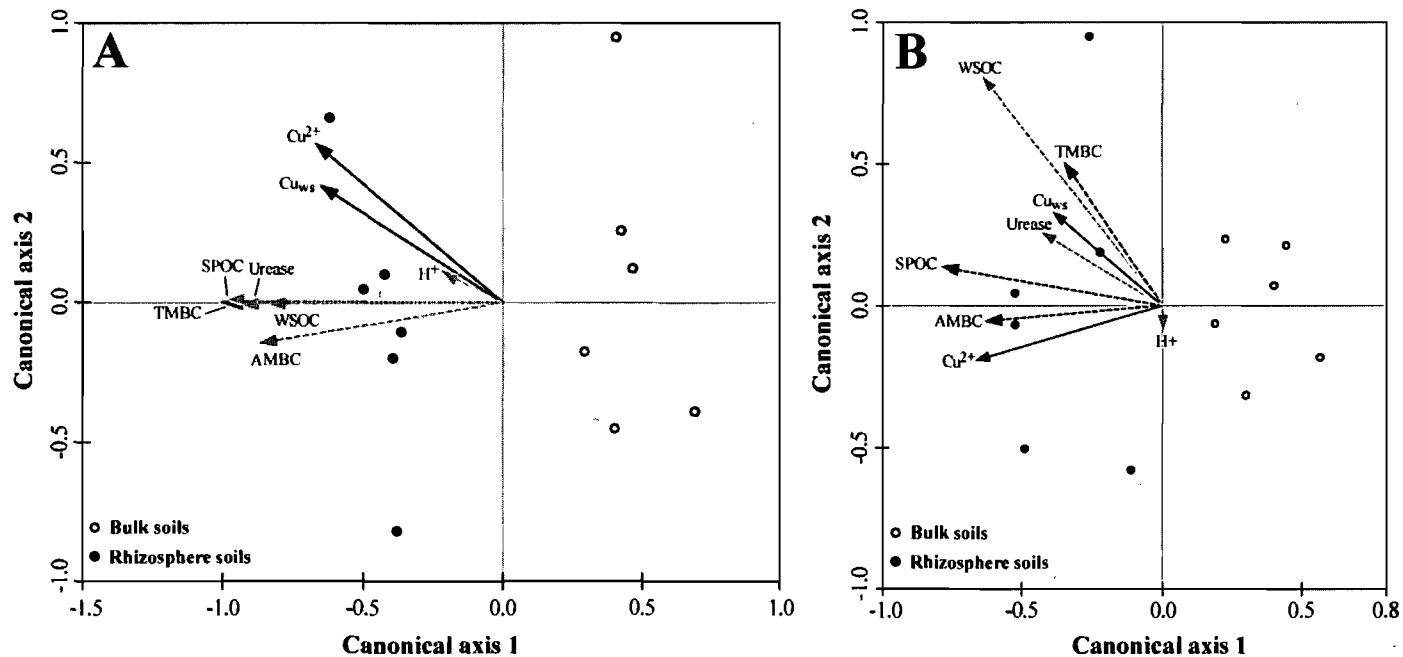 A
1.0
0.5
0.0
-0.5
-1.0
Canonical axis 2
Cu2+
Cuws
H+
SPOC Urease
TMBC
WSOC
AMBC
Bulk soils
Rhizosphere soils
-1.5 -1.0 -0.5 0.0 0.5 1.0
Canonical axis 1
B
1.0
0.5
0.0
-0.5
-1.0
Canonical axis 2
WSOC
TMBC
Cuws
Urease
SPOC
AMBC
H+
Cu2+
Bulk soils
Rhizosphere soils
-1.0 -0.5 0.0 0.5 0.8
Canonical axis 1